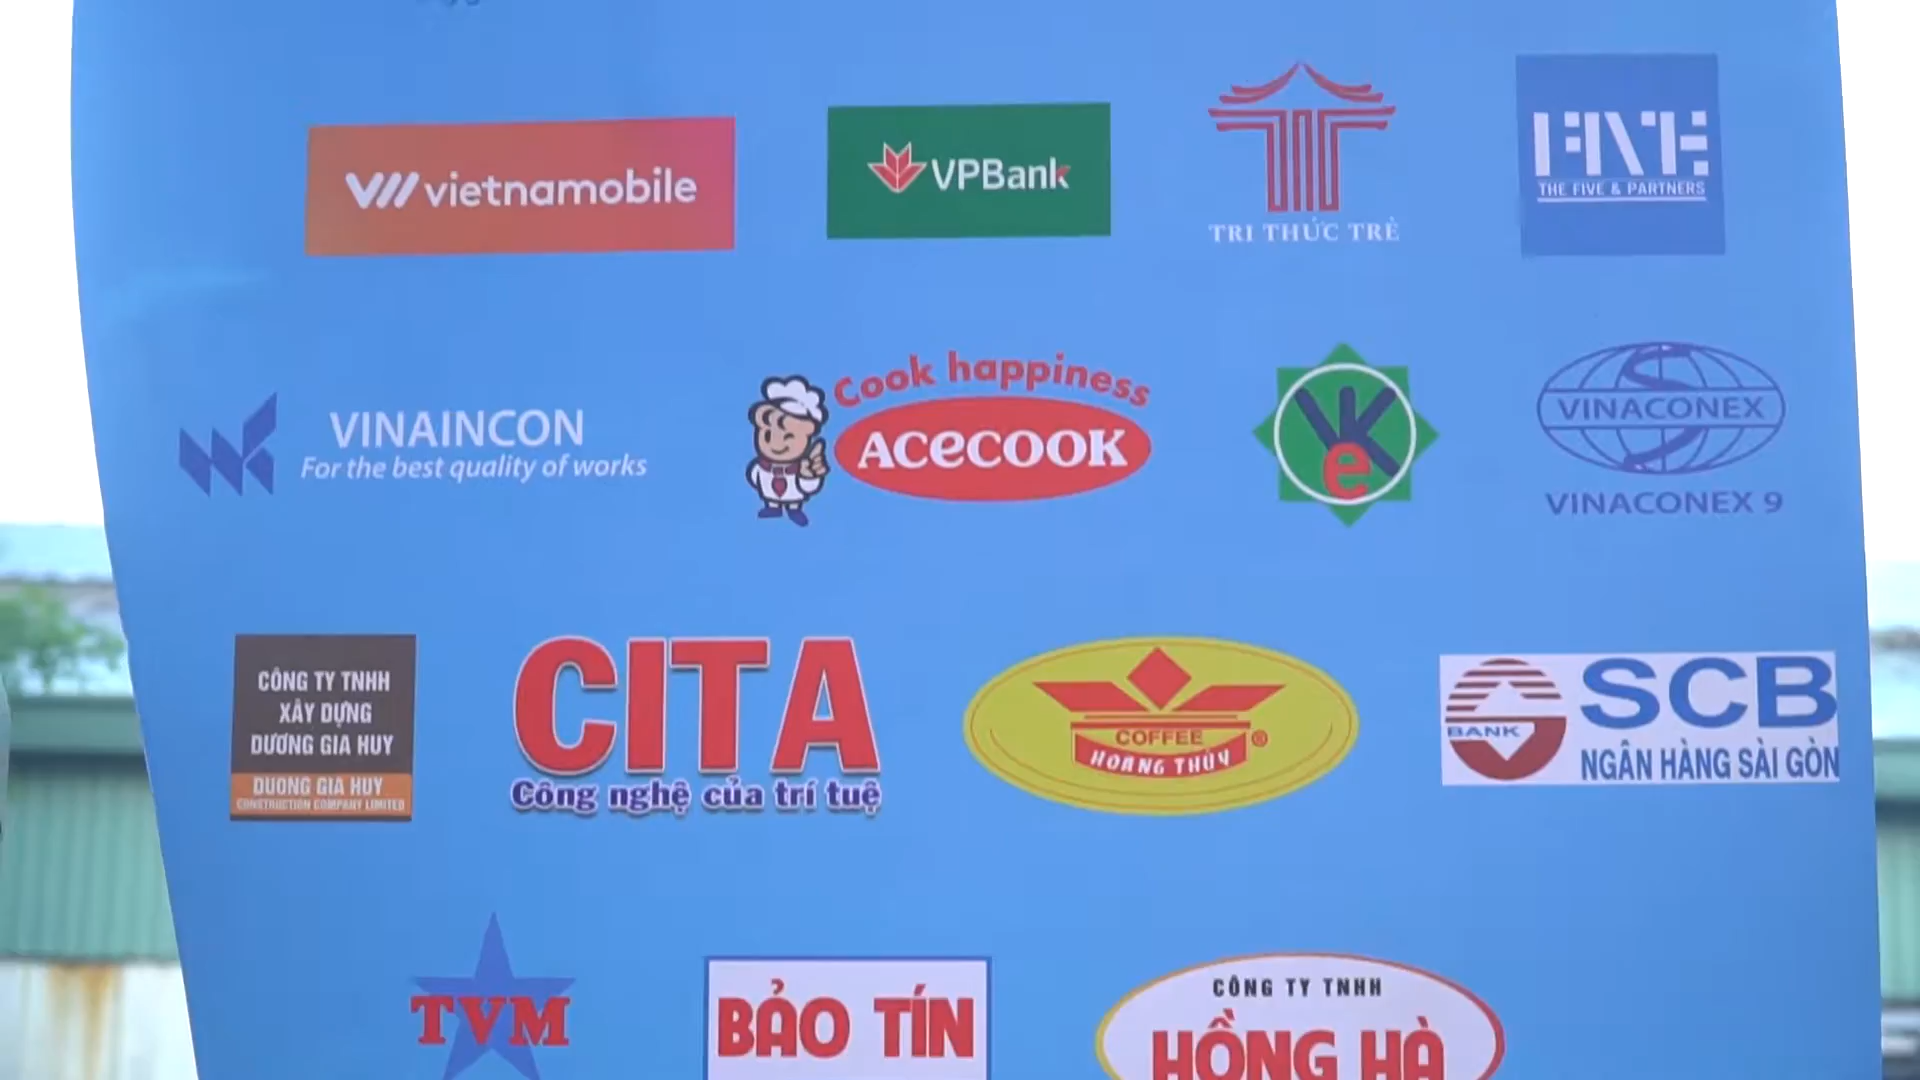 vietnamobile
VPBank
TRI THỨC TRẺ
FIVE
THE FIVE & PARTNERS
VINAINCON
For the best quality of works
Cook happiness
ACECOOK
VKe
VINACONEX
VINACONEX 9
CÔNG TY TNHH
XÂY DỰNG
DƯƠNG GIA HUY
DUONG GIA HUY
CONSTRUCTION COMPANY LIMITED
CITA
Công nghệ của trí tuệ
COFFEE
HOÀNG THỦY
®
BANK
SCB
NGÂN HÀNG SÀI GÒN
TVM
BẢO TÍN
CÔNG TY TNHH
HỒNG HÀ